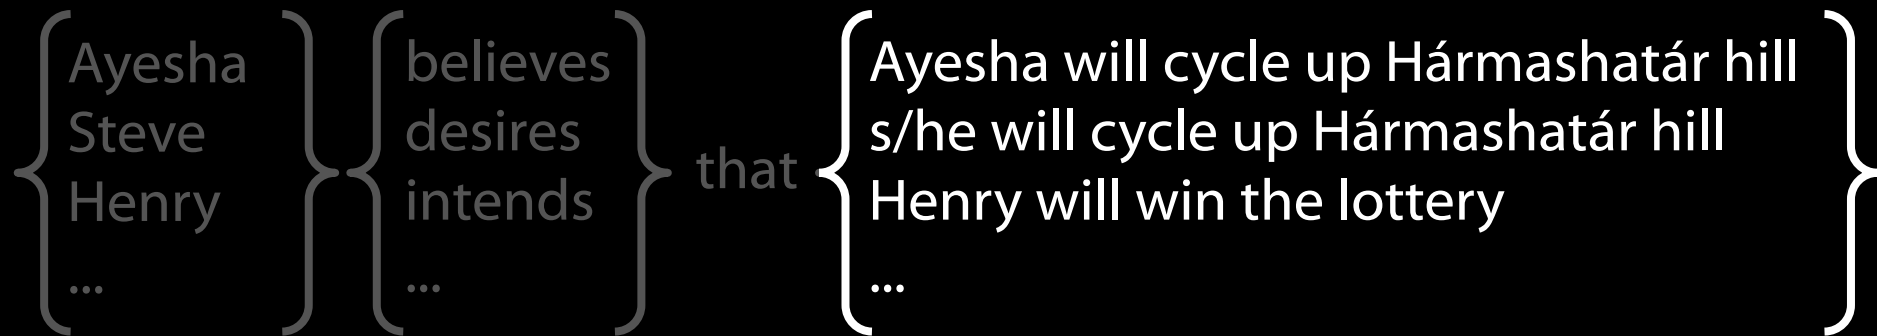 Ayesha
Steve
Henry
...
believes
desires
intends
...
that
Ayesha will cycle up Hármashatár hill
s/he will cycle up Hármashatár hill
Henry will win the lottery
...